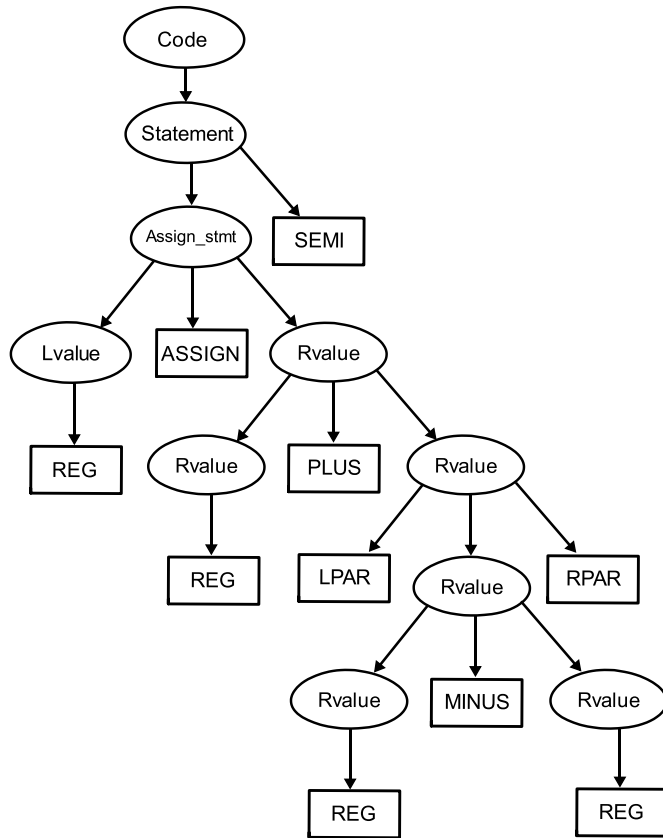 Code
Statement
Assign_stmt
SEMI
Lvalue
ASSIGN
Rvalue
REG
Rvalue
PLUS
Rvalue
REG
LPAR
Rvalue
RPAR
Rvalue
MINUS
Rvalue
REG
REG